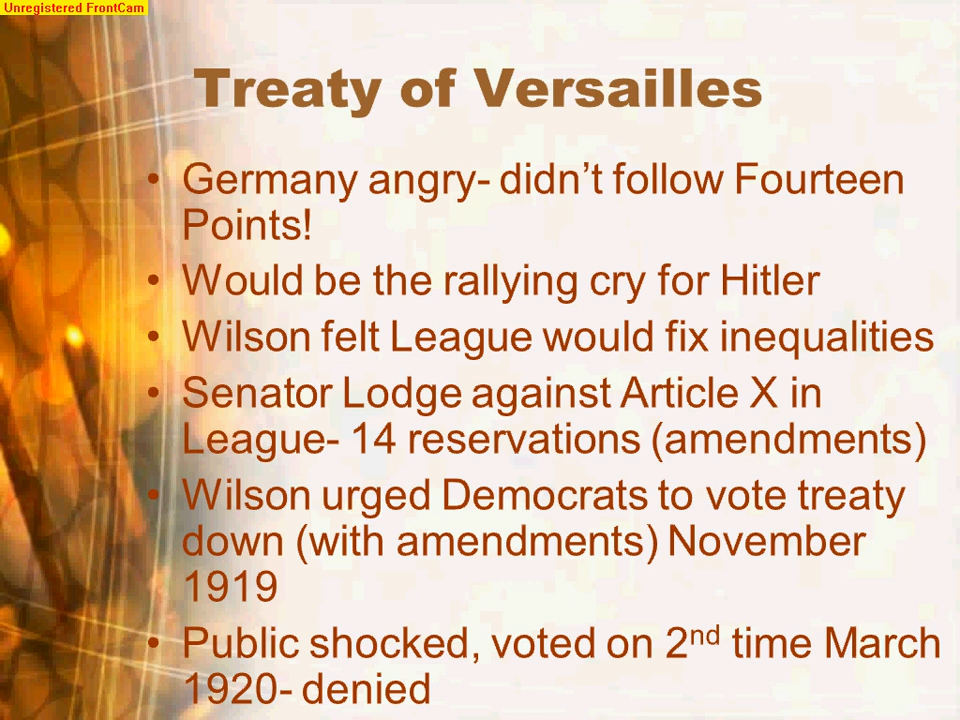 Unregistered FrontCam
Treaty of Versailles
• Germany angry- didn’t follow Fourteen
Points!
• Would be the rallying cry for Hitler
• Wilson felt League would fix inequalities
• Senator Lodge against Article X in
League- 14 reservations (amendments)
• Wilson urged Democrats to vote treaty
down (with amendments) November
1919
• Public shocked, voted on 2nd time March
1920- denied